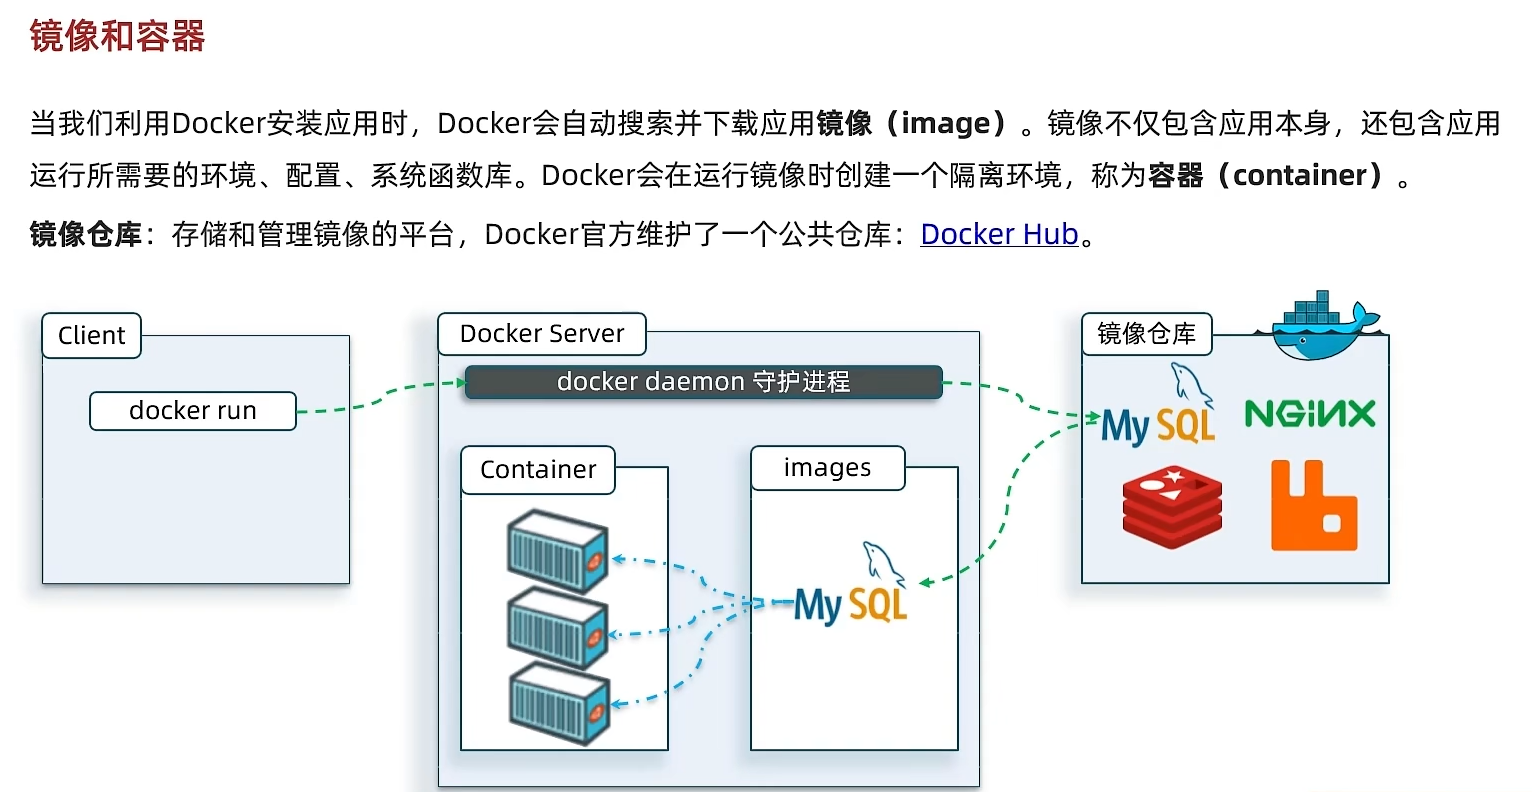 镜像和容器
当我们利用Docker安装应用时，Docker会自动搜索并下载应用镜像（image）。镜像不仅包含应用本身，还包含应用
运行所需要的环境、配置、系统函数库。Docker会在运行镜像时创建一个隔离环境，称为容器（container）。
镜像仓库：存储和管理镜像的平台，Docker官方维护了一个公共仓库：Docker Hub。
Client
docker run
Docker Server
docker daemon 守护进程
Container
images
MySQL
镜像仓库
MySQL
NGiNX